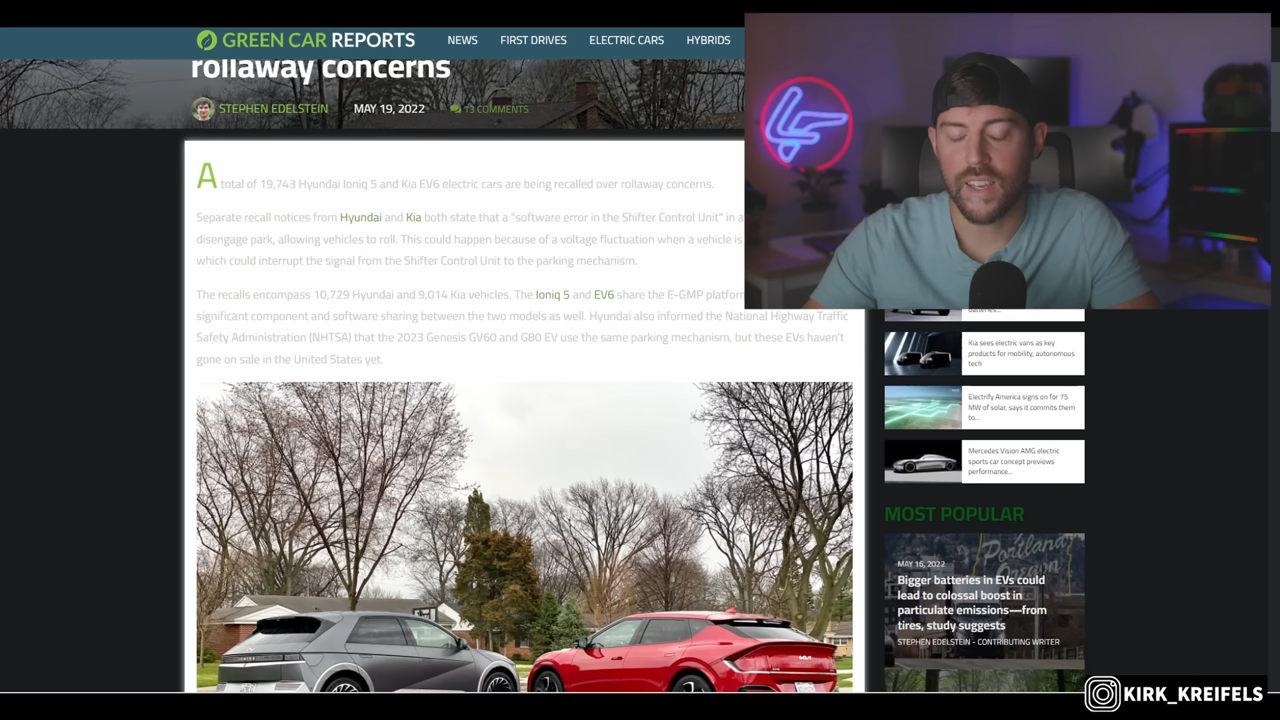 GREEN CAR REPORTS
NEWS FIRST DRIVES ELECTRIC CARS HYBRIDS
rollaway concerns
STEPHEN EDELSTEIN MAY 19, 2022 13 COMMENTS
A total of 19,743 Hyundai Ioniq 5 and Kia EV6 electric cars are being recalled over rollaway concerns.
Separate recall notices from Hyundai and Kia both state that a "software error in the Shifter Control Unit" in a
disengage park, allowing vehicles to roll. This could happen because of a voltage fluctuation when a vehicle is
which could interrupt the signal from the Shifter Control Unit to the parking mechanism.
The recalls encompass 10,729 Hyundai and 9,014 Kia vehicles. The Ioniq 5 and EV6 share the E-GMP platform
significant component and software sharing between the two models as well. Hyundai also informed the National Highway Traffic
Safety Administration (NHTSA) that the 2023 Genesis GV60 and G80 EV use the same parking mechanism, but these EVs haven't
gone on sale in the United States yet.
batteries...
Kia sees electric vans as key
products for mobility, autonomous
tech
Electrify America signs on for 75
MW of solar, says it commits them
to...
Mercedes Vision AMG electric
sports car concept previews
performance...
MOST POPULAR
Portland
Oregon
MAY 16, 2022
Bigger batteries in EVs could
lead to colossal boost in
particulate emissions—from
tires, study suggests
STEPHEN EDELSTEIN - CONTRIBUTING WRITER
KIRK_KREIFELS